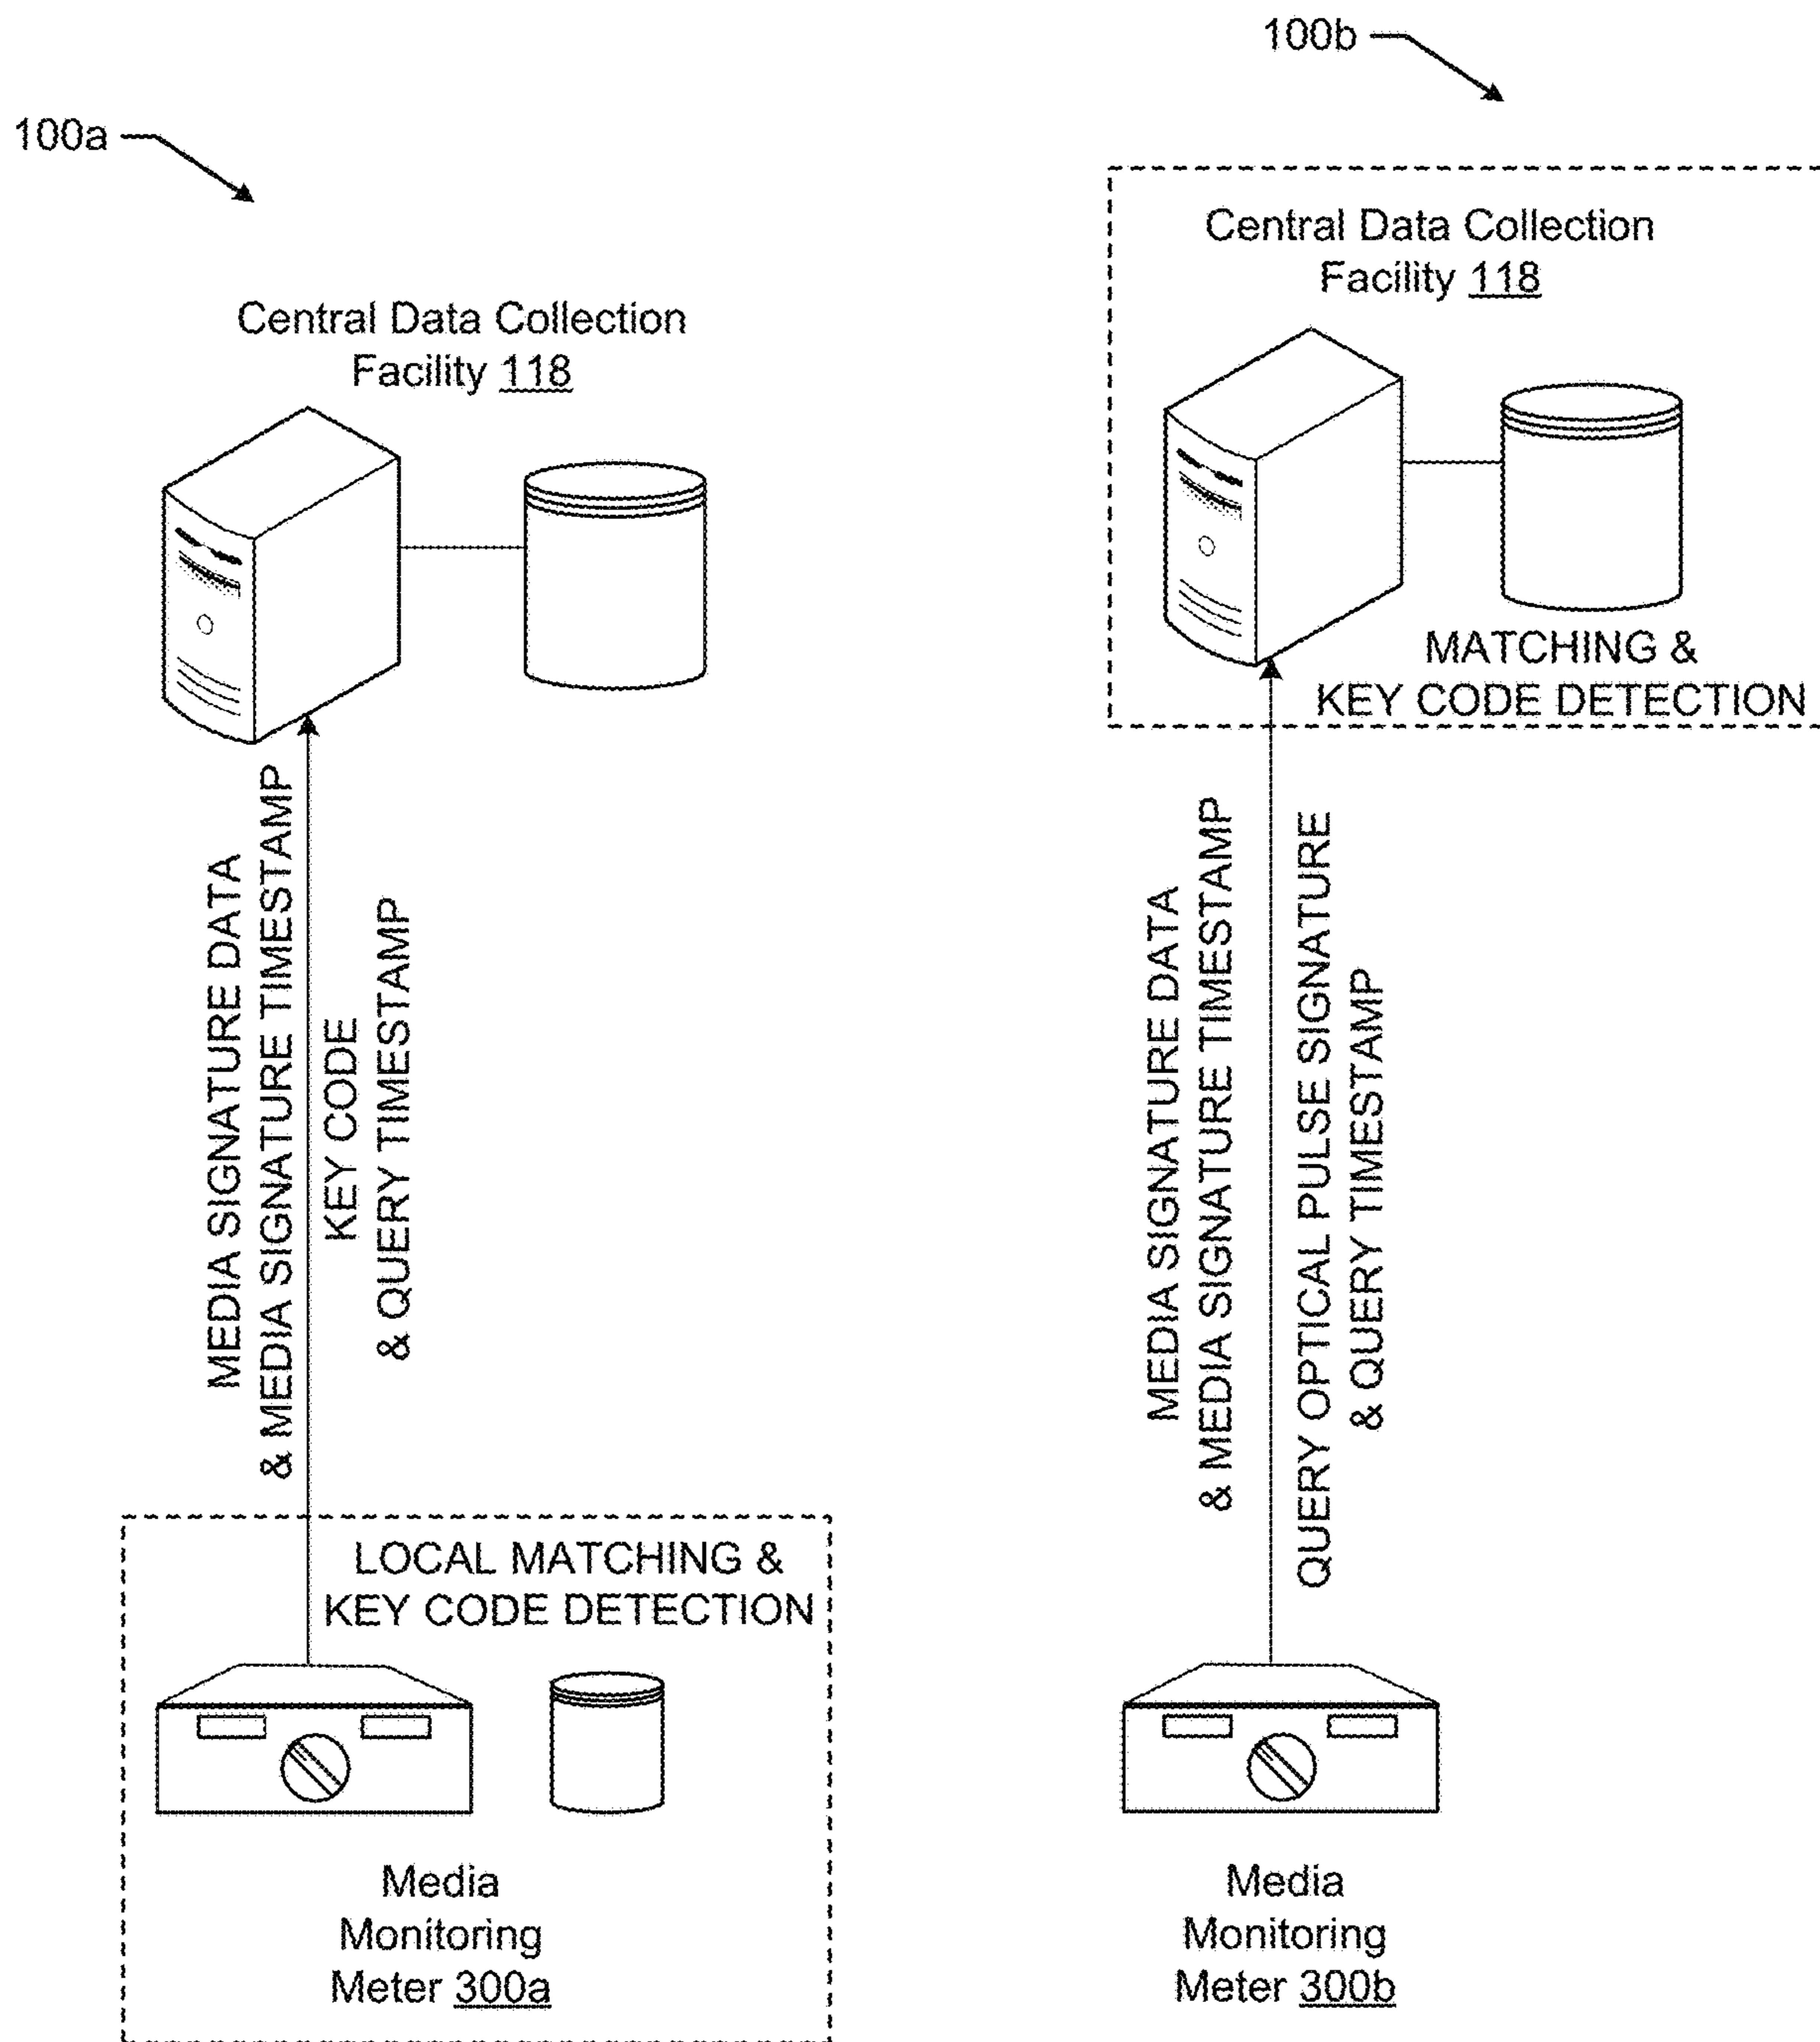 100a
Central Data Collection
Facility 118
MEDIA SIGNATURE DATA
& MEDIA SIGNATURE TIMESTAMP
KEY CODE
& QUERY TIMESTAMP
LOCAL MATCHING &
KEY CODE DETECTION
Media
Monitoring
Meter 300a
100b
Central Data Collection
Facility 118
MATCHING &
KEY CODE DETECTION
MEDIA SIGNATURE DATA
& MEDIA SIGNATURE TIMESTAMP
QUERY OPTICAL PULSE SIGNATURE
& QUERY TIMESTAMP
Media
Monitoring
Meter 300b